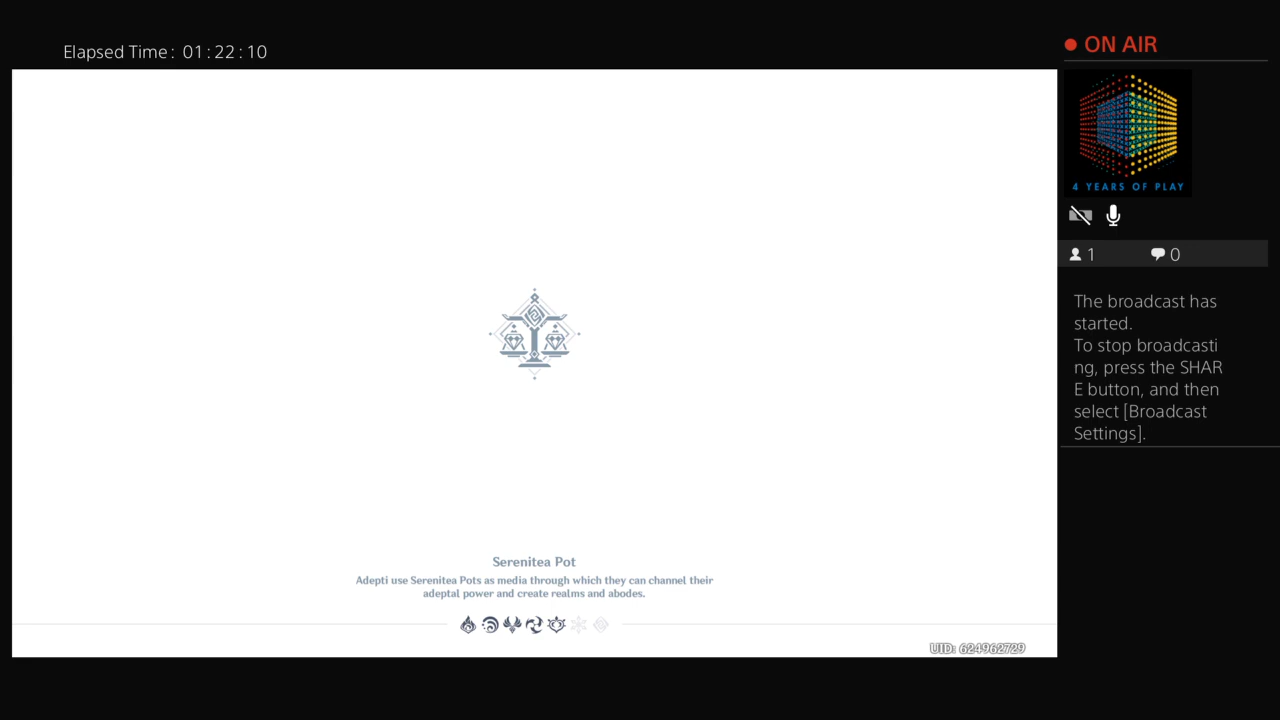 Elapsed Time: 01:22:10
ON AIR
4 YEARS OF PLAY
1
0
The broadcast has
started.
To stop broadcasti
ng, press the SHAR
E button, and then
select [Broadcast
Settings].
Serenitea Pot
Adepti use Serenitea Pots as media through which they can channel their
adeptal power and create realms and abodes.
UID: 624962729